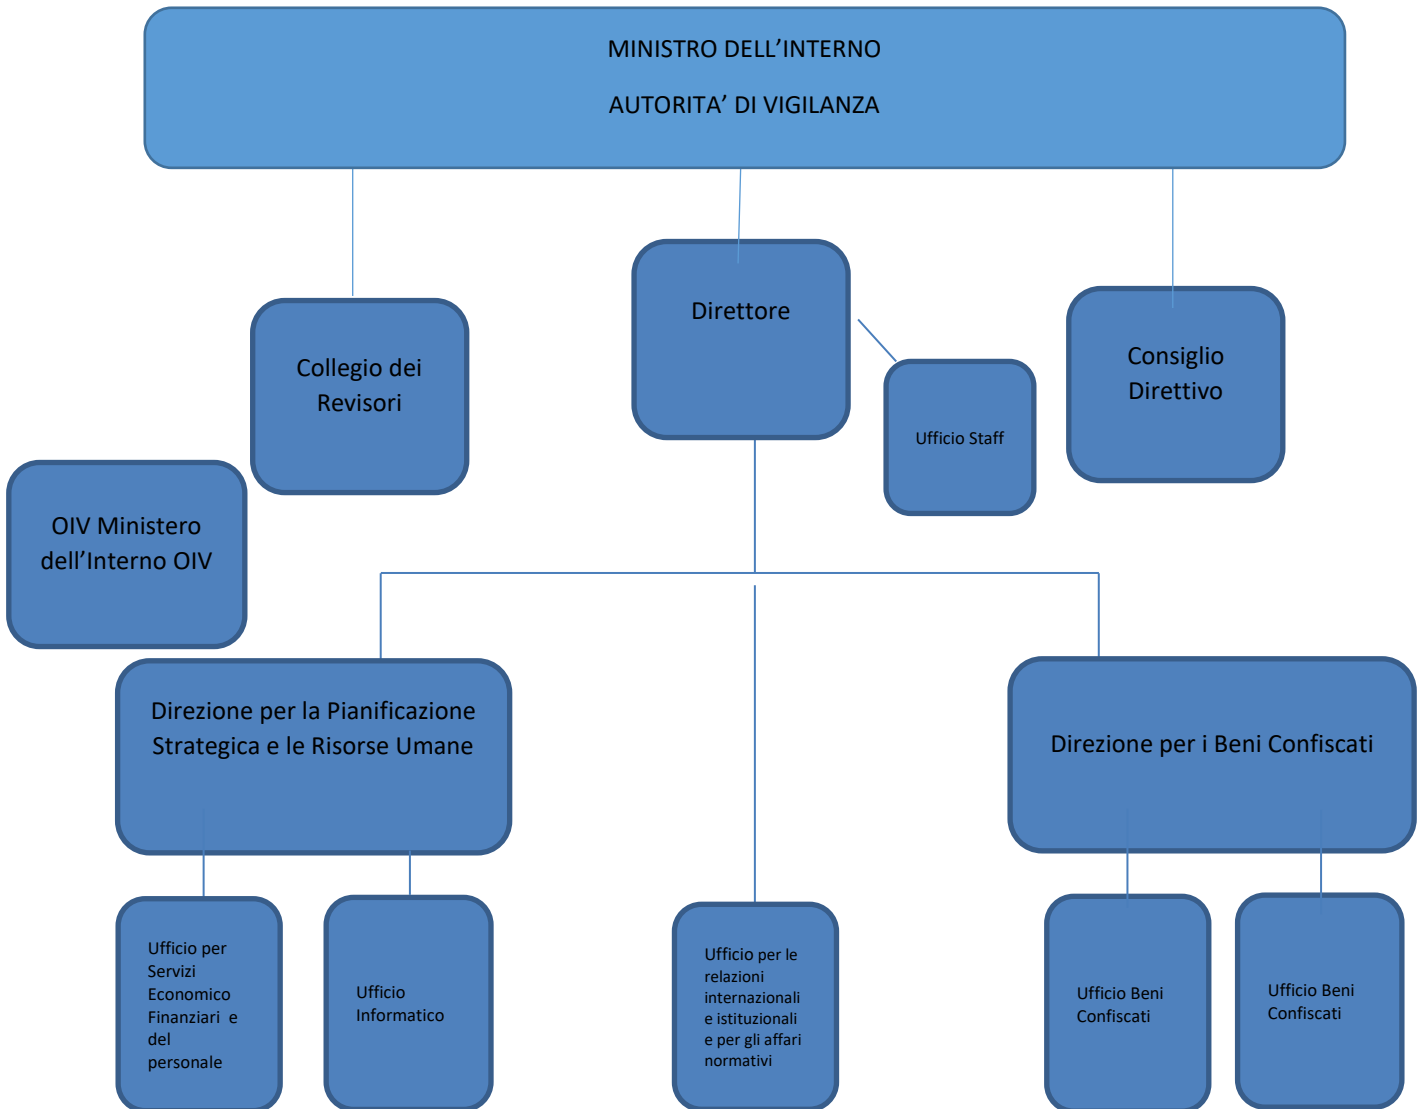 MINISTRO DELL’INTERNO
AUTORITA’ DI VIGILANZA
Direttore
Collegio dei
Revisori
Consiglio
Direttivo
Ufficio Staff
OIV Ministero
dell’Interno OIV
Direzione per la Pianificazione
Strategica e le Risorse Umane
Direzione per i Beni Confiscati
Ufficio per
Servizi
Economico
Finanziari e
del
personale
Ufficio
Informatico
Ufficio per le
relazioni
internazionali
e istituzionali
e per gli affari
normativi
Ufficio Beni
Confiscati
Ufficio Beni
Confiscati